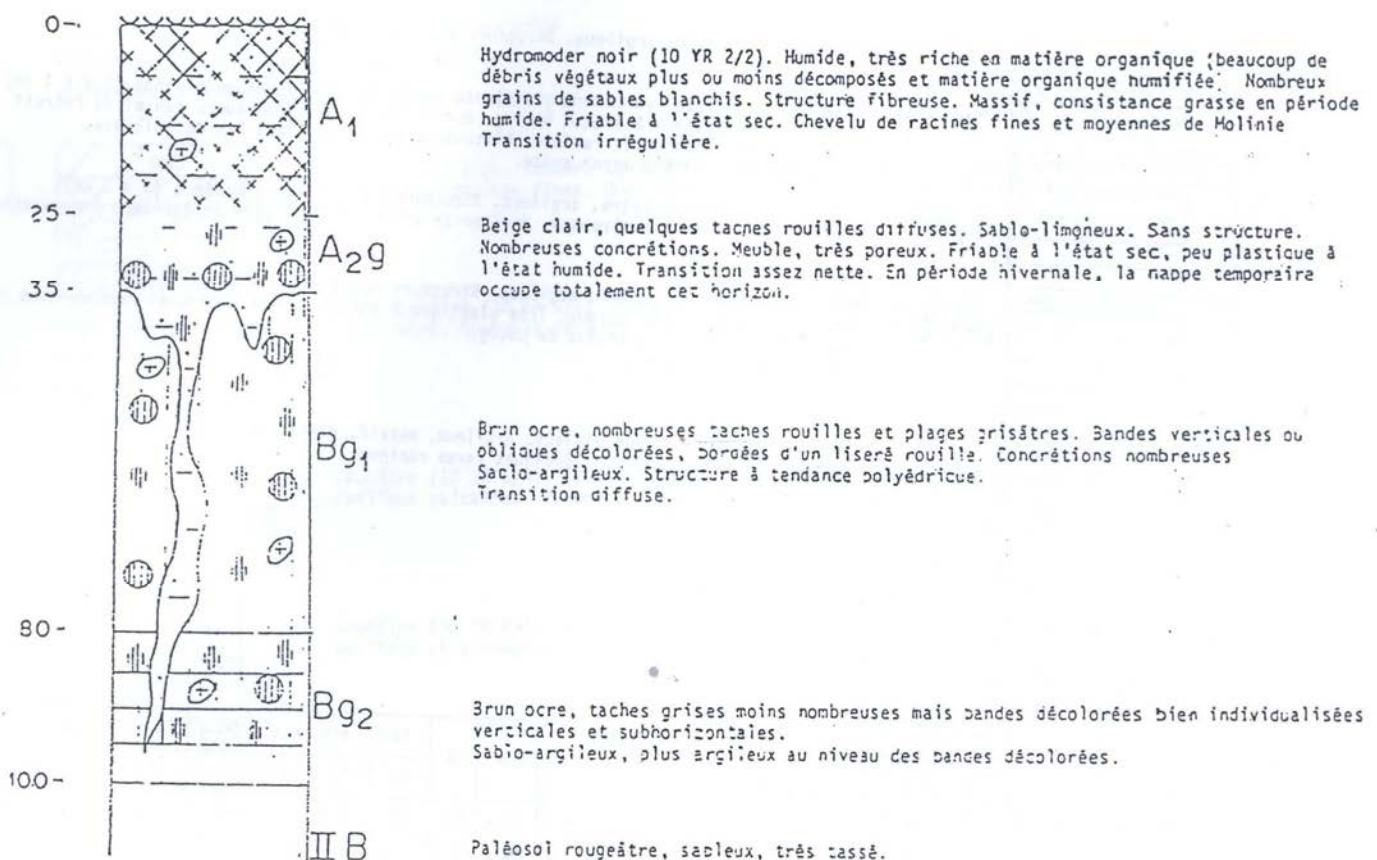 0-
Hydromoder noir (10 YR 2/2). Humide, très riche en matière organique (beaucoup de
débris végétaux plus ou moins décomposés et matière organique humifiée. Nombreux
grains de sables blanchis. Structure fibreuse. Massif, consistance grasse en période
humide. Friable à l'état sec. Chevelu de racines fines et moyennes de Molinie
Transition irrégulière.
A1
25-
Beige clair, quelques taches rouilles diffuses. Sablo-limoneux. Sans structure.
Nombreuses concrétions. Meuble, très poreux. Friable à l'état sec, peu plastique à
l'état humide. Transition assez nette. En période hivernale, la nappe temporaire
occupe totalement cet horizon.
A2g
35-
Brun ocre, nombreuses taches rouilles et plages grisâtres. Bandes verticales ou
obliques décolorées, bordées d'un liseré rouille. Concrétions nombreuses
Sablo-argileux. Structure à tendance polyédrique.
Transition diffuse.
Bg1
80-
Bg2
Brun ocre, taches grises moins nombreuses mais bandes décolorées bien individualisées
verticales et subhorizontales.
Sablo-argileux, plus argileux au niveau des bandes décolorées.
100-
II B
Paléosol rougeâtre, sableux, très tassé.